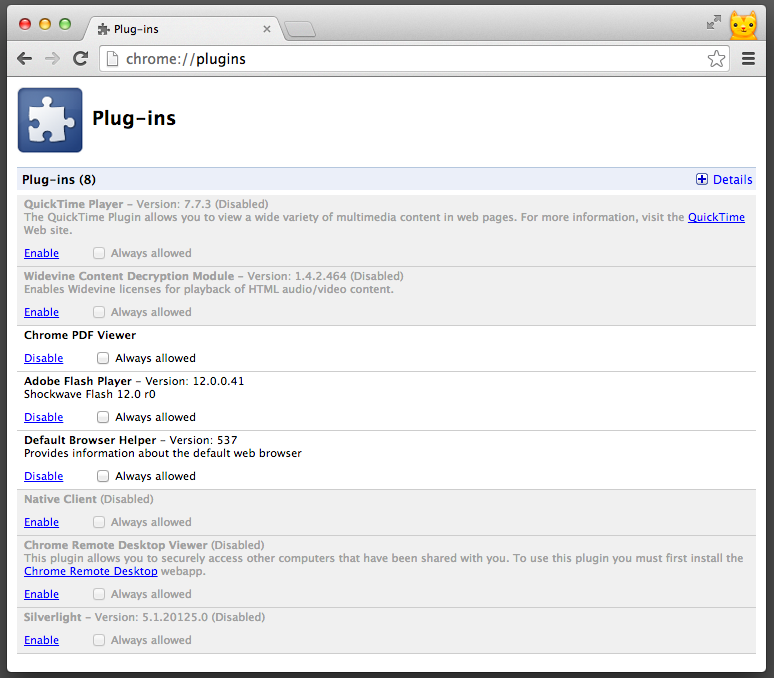 Plug-ins
chrome://plugins
Plug-ins
Plug-ins (8)
Details
QuickTime Player - Version: 7.7.3 (Disabled)
The QuickTime Plugin allows you to view a wide variety of multimedia content in web pages. For more information, visit the QuickTime
Web site.
Enable Always allowed
Widevine Content Decryption Module - Version: 1.4.2.464 (Disabled)
Enables Widevine licenses for playback of HTML audio/video content.
Enable Always allowed
Chrome PDF Viewer
Disable Always allowed
Adobe Flash Player - Version: 12.0.0.41
Shockwave Flash 12.0 r0
Disable Always allowed
Default Browser Helper - Version: 537
Provides information about the default web browser
Disable Always allowed
Native Client (Disabled)
Enable Always allowed
Chrome Remote Desktop Viewer (Disabled)
This plugin allows you to securely access other computers that have been shared with you. To use this plugin you must first install the
Chrome Remote Desktop webapp.
Enable Always allowed
Silverlight - Version: 5.1.20125.0 (Disabled)
Enable Always allowed